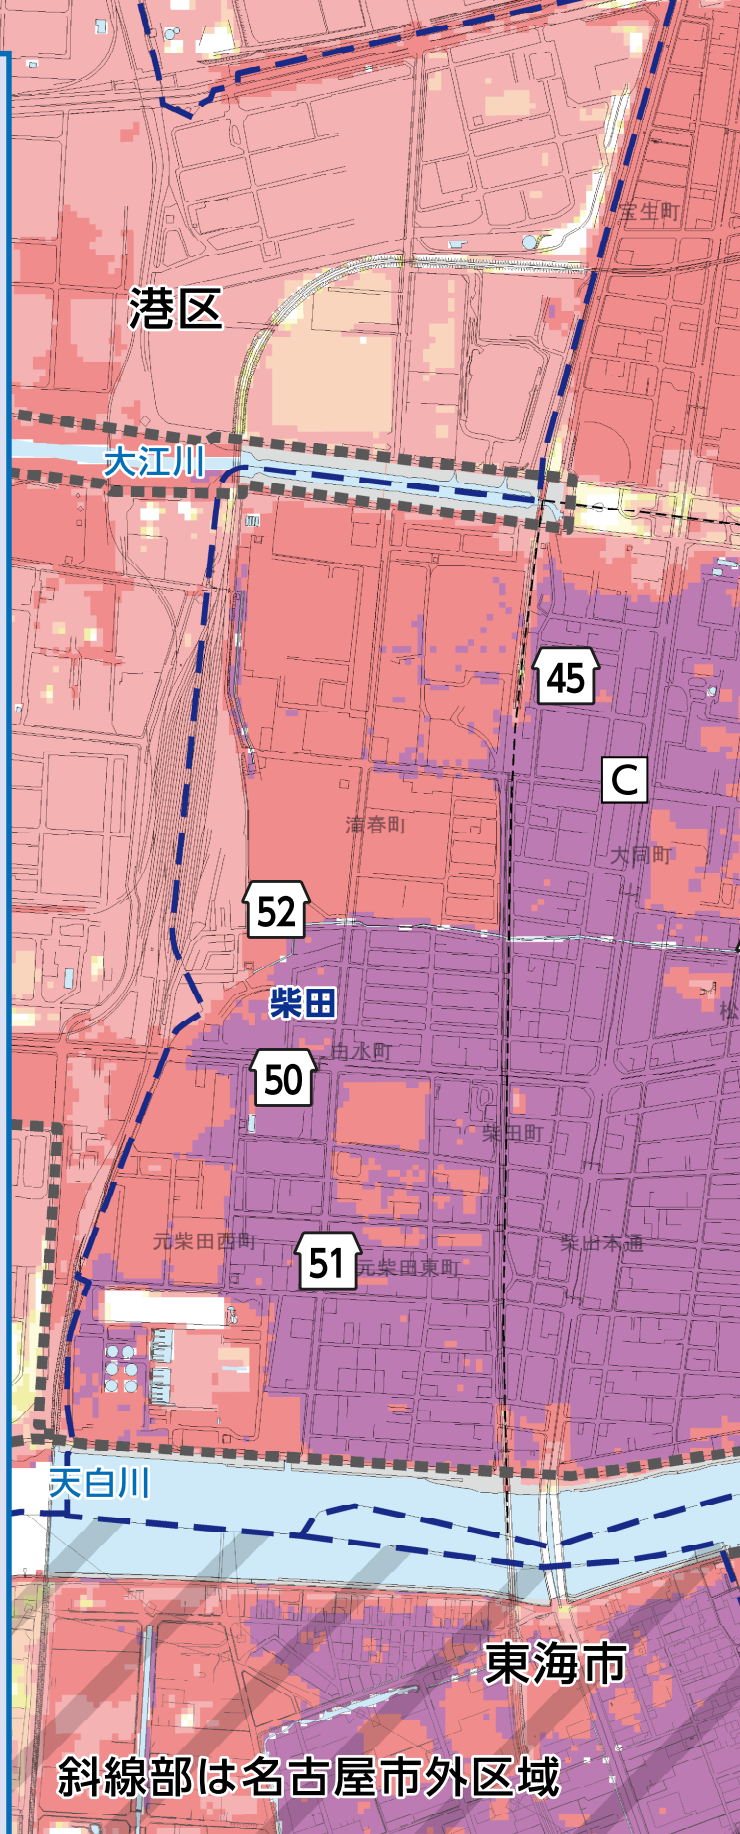 宝生町
港区
大江川
45
C
滝春町
大同町
52
柴田
松
由水町
50
柴田町
元柴田西町
柴田本通
51
元柴田東町
天白川
東海市
斜線部は名古屋市外区域